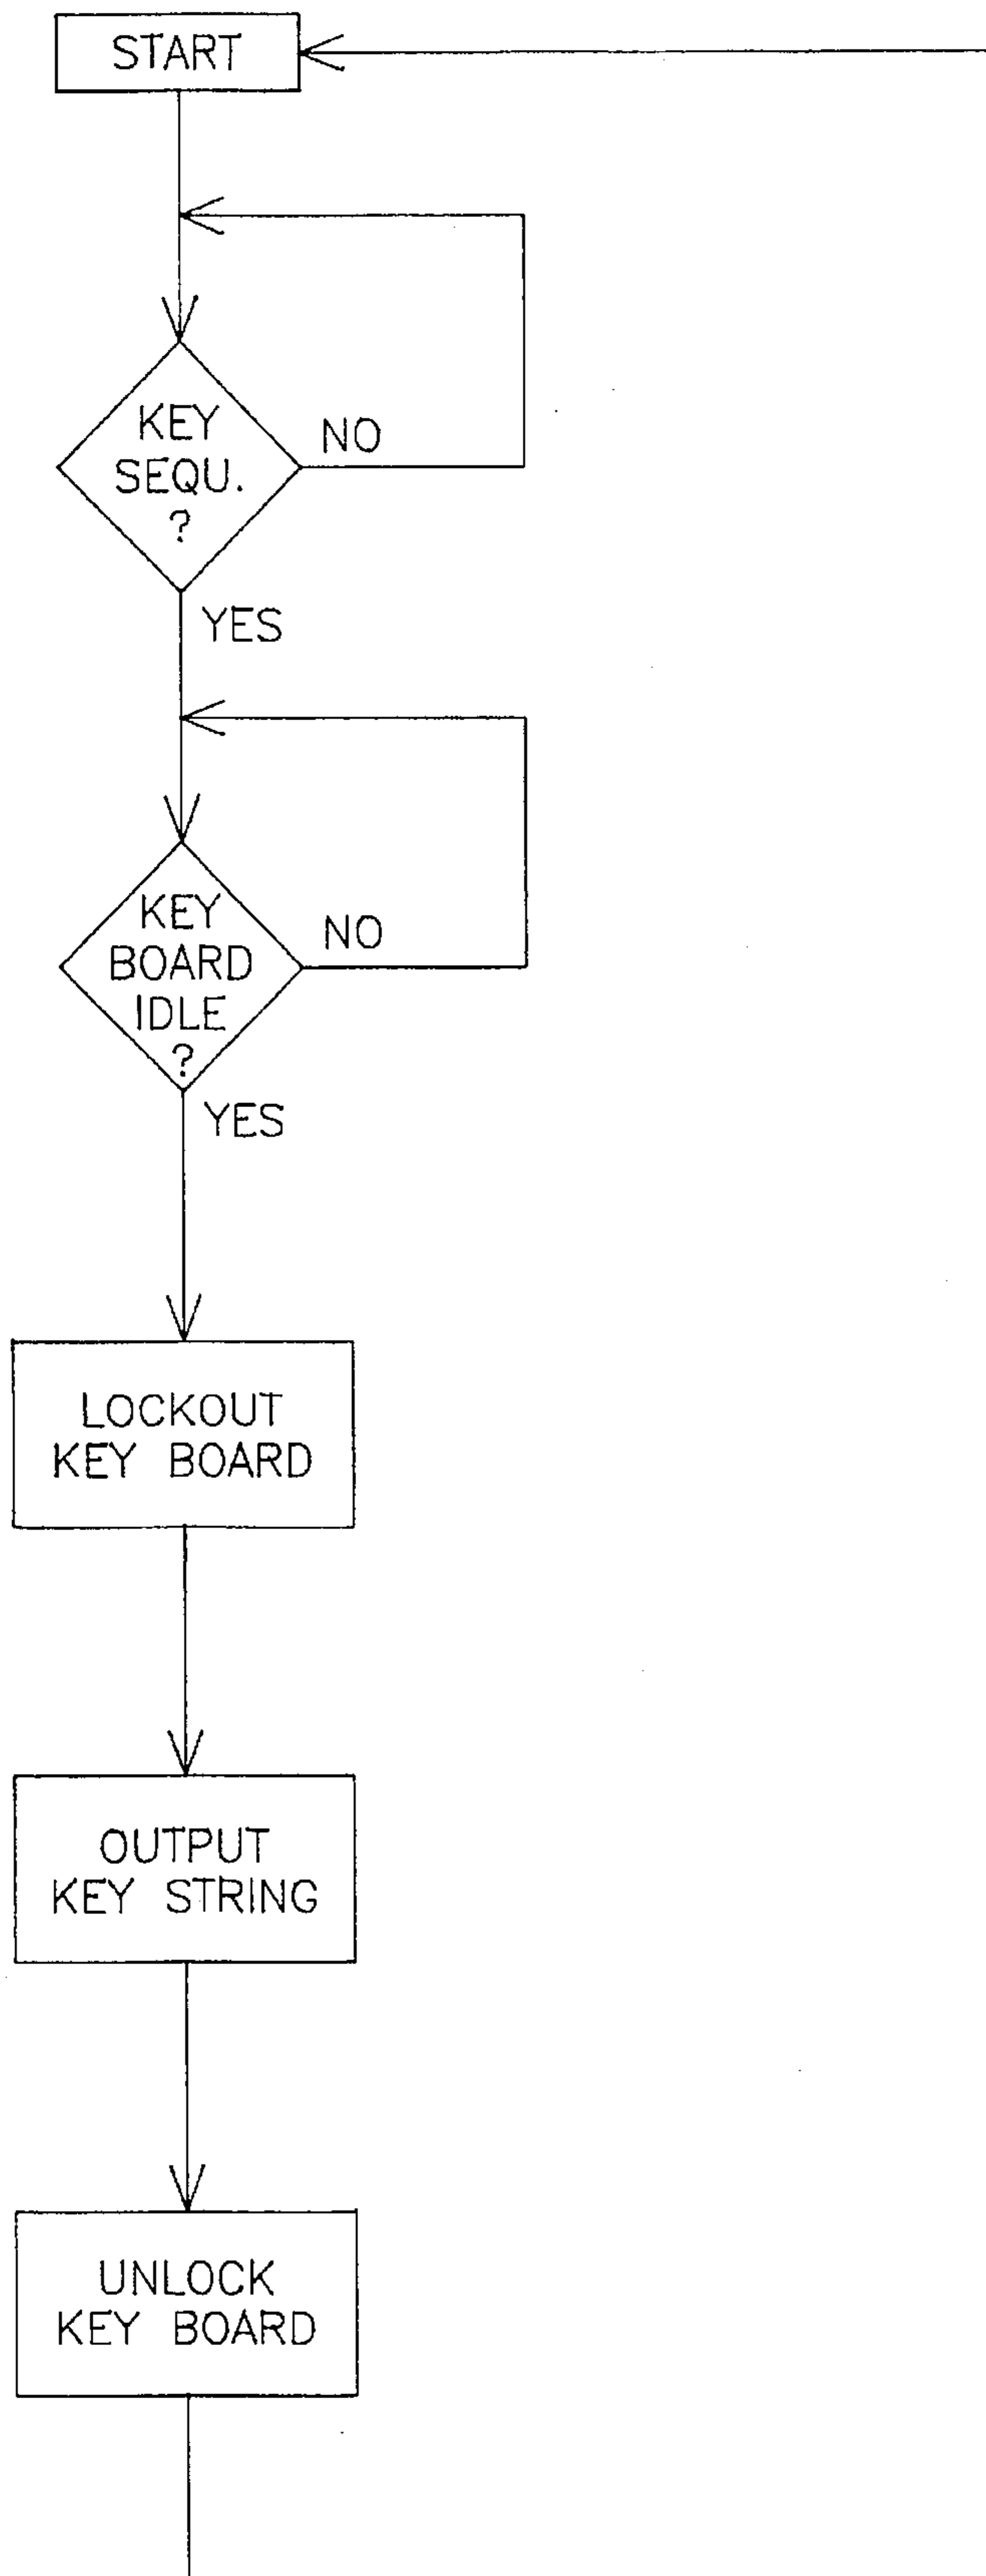 START
KEY
SEQU.
?
NO
YES
KEY
BOARD
IDLE
?
NO
YES
LOCKOUT
KEY BOARD
OUTPUT
KEY STRING
UNLOCK
KEY BOARD